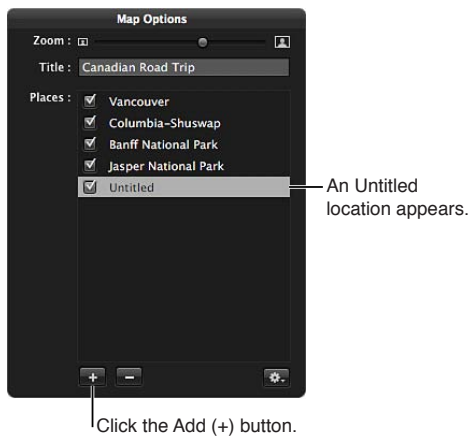 Map Options
Zoom :
Title : Canadian Road Trip
Places : Vancouver
Columbia-Shuswap
Banff National Park
Jasper National Park
Untitled
An Untitled
location appears.
+ −
Click the Add (+) button.